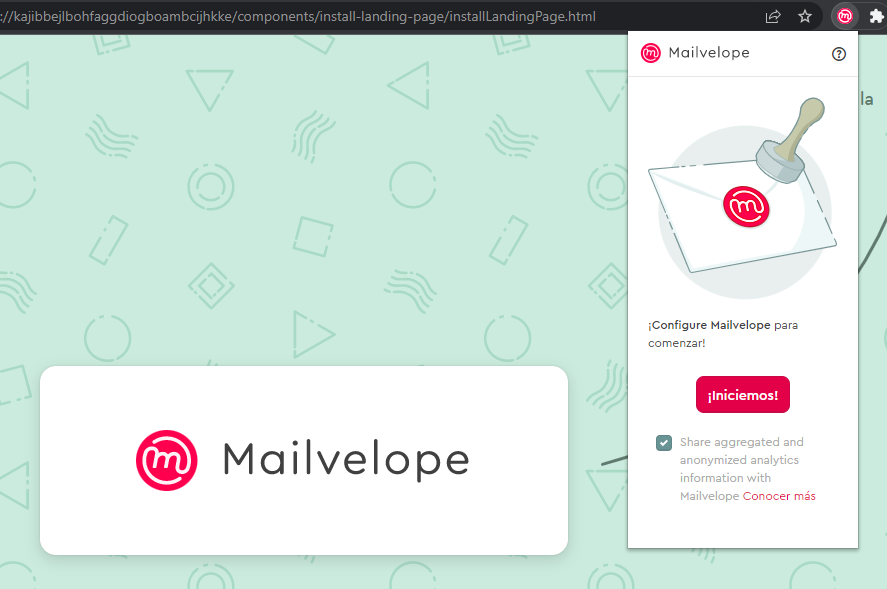 ://kajibbejlbohfaggdiogboambcijhkke/components/install-landing-page/installLandingPage.html
Mailvelope
la
¡Configure Mailvelope para
comenzar!
¡Iniciemos!
Share aggregated and
anonymized analytics
information with
Mailvelope Conocer más
Mailvelope